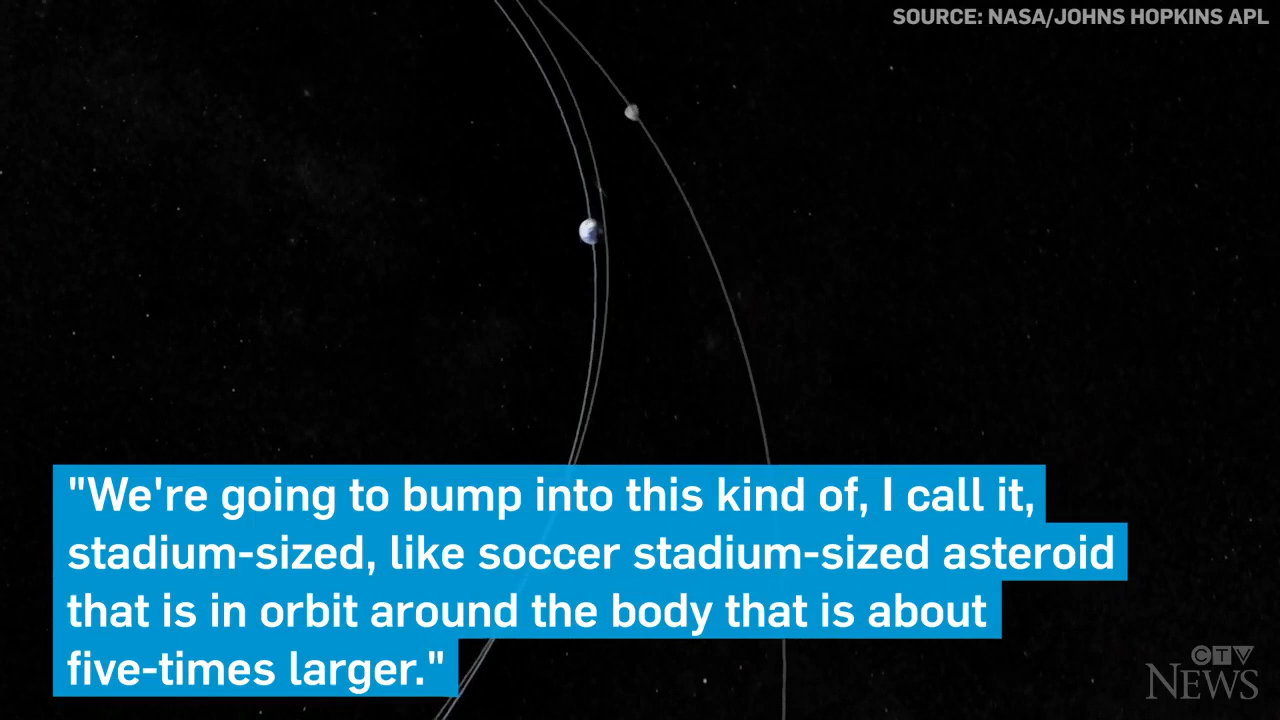 SOURCE: NASA/JOHNS HOPKINS APL
"We're going to bump into this kind of, I call it,
stadium-sized, like soccer stadium-sized asteroid
that is in orbit around the body that is about
five-times larger."
CTV
NEWS